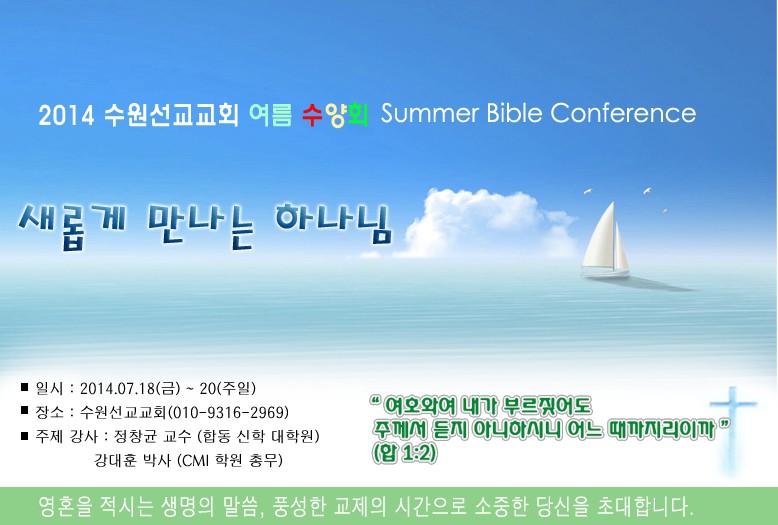 2014 수원선교교회 여름 수양회 Summer Bible Conference
새롭게 만나는 하나님
■ 일시 : 2014.07.18(금) ~ 20(주일)
■ 장소 : 수원선교교회(010-9316-2969)
■ 주제 강사 : 정창균 교수 (합동 신학 대학원)
강대훈 박사 (CMI 학원 총무)
“ 여호와여 내가 부르짖어도
주께서 듣지 아니하시니 어느 때까지리이까 ”
(합 1:2)
영혼을 적시는 생명의 말씀, 풍성한 교제의 시간으로 소중한 당신을 초대합니다.